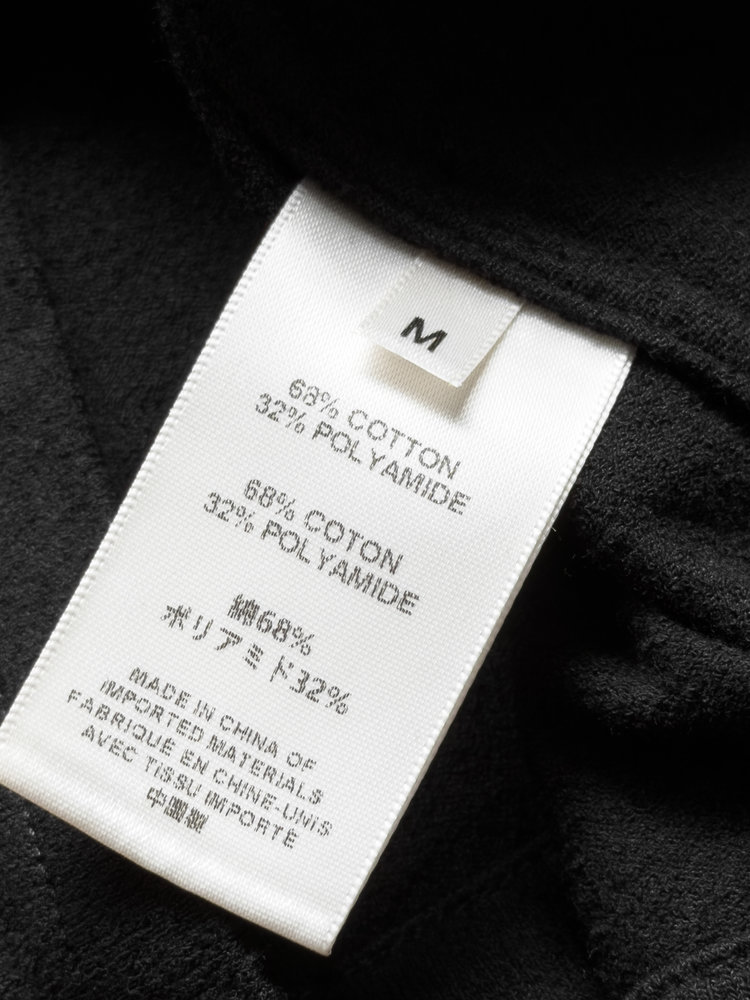 M
68% COTTON
32% POLYAMIDE
68% COTON
32% POLYAMIDE
綿68%
ポリアミド32%
MADE IN CHINA OF
IMPORTED MATERIALS
FABRIQUÉ EN CHINE-UNIS
AVEC TISSU IMPORTÉ
中国製